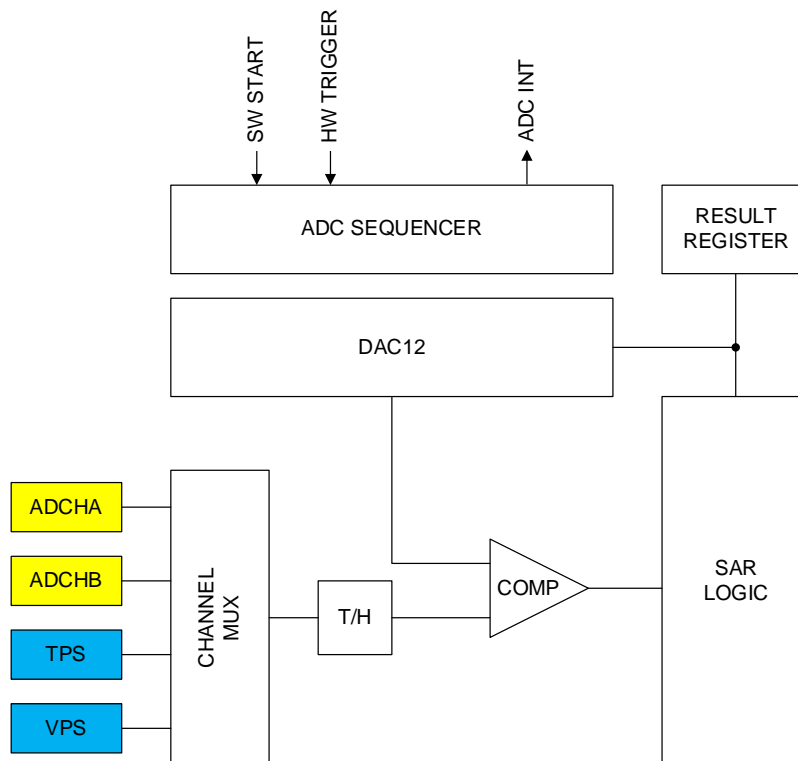 SW START
HW TRIGGER
ADC INT
ADC SEQUENCER
RESULT
REGISTER
DAC12
ADCHA
ADCHB
TPS
VPS
CHANNEL
MUX
T/H
COMP
SAR
LOGIC